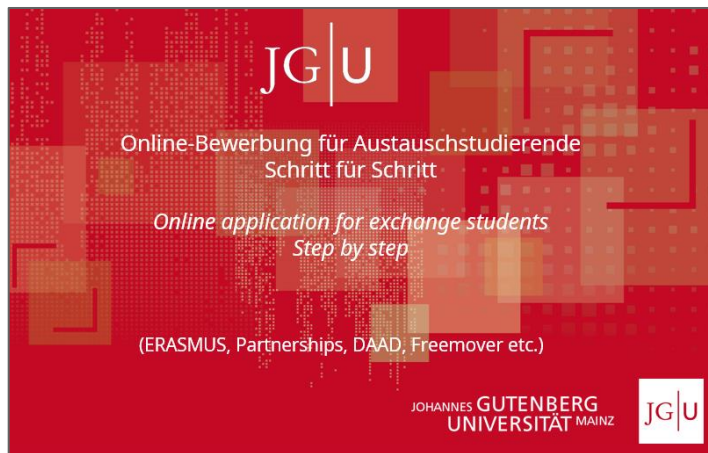 JG|U
Online-Bewerbung für Austauschstudierende
Schritt für Schritt
Online application for exchange students
Step by step
(ERASMUS, Partnerships, DAAD, Freemover etc.)
JOHANNES GUTENBERG
UNIVERSITÄT MAINZ
JG|U